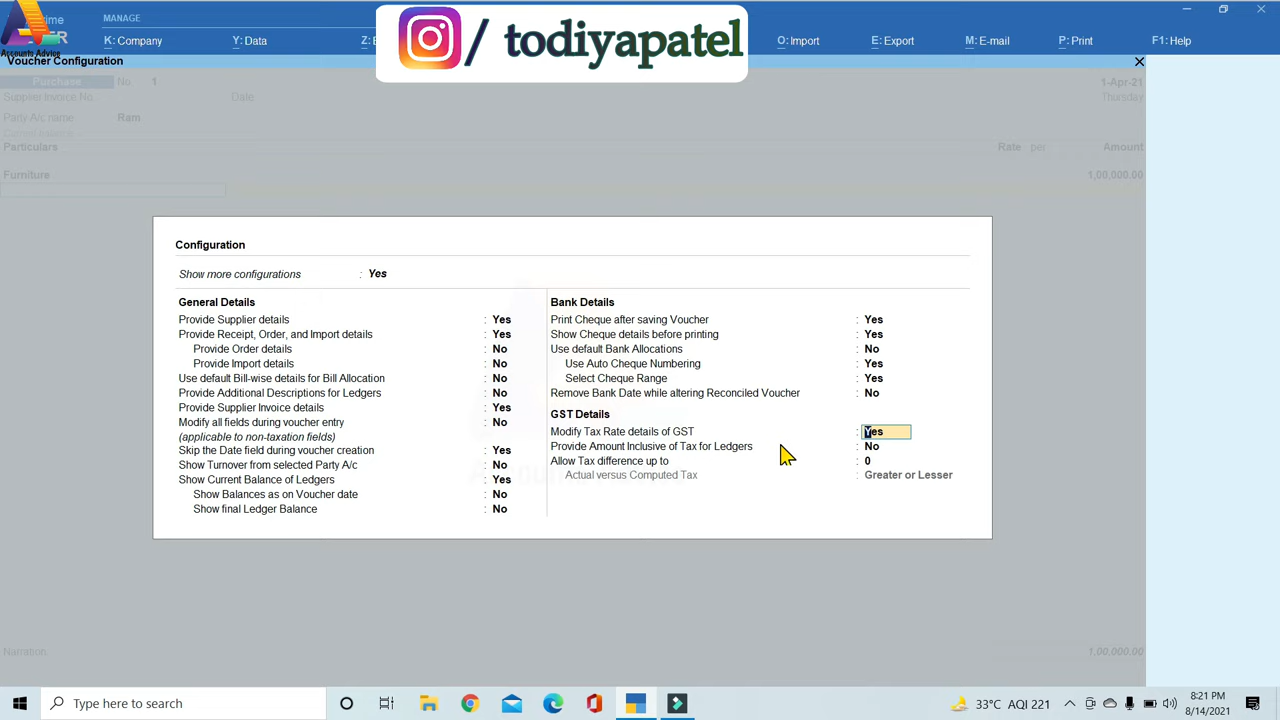 MANAGE
K: Company
Y: Data
O: Import
E: Export
M: E-mail
P: Print
F1: Help
/ todiyapatel
Accounts Advice
Voucher Configuration
Purchase No. 1
1-Apr-21
Supplier Invoice No.
Date
Thursday
Party A/c name
Ram
Current balance
Particulars
Rate per
Amount
Furniture
1,00,000.00
Configuration
Show more configurations : Yes
General Details
Provide Supplier details : Yes
Provide Receipt, Order, and Import details : Yes
Provide Order details : No
Provide Import details : No
Use default Bill-wise details for Bill Allocation : No
Provide Additional Descriptions for Ledgers : No
Provide Supplier Invoice details : Yes
Modify all fields during voucher entry : No
(applicable to non-taxation fields)
Skip the Date field during voucher creation : Yes
Show Turnover from selected Party A/c : No
Show Current Balance of Ledgers : Yes
Show Balances as on Voucher date : No
Show final Ledger Balance : No
Bank Details
Print Cheque after saving Voucher : Yes
Show Cheque details before printing : Yes
Use default Bank Allocations : No
Use Auto Cheque Numbering : Yes
Select Cheque Range : Yes
Remove Bank Date while altering Reconciled Voucher : No
GST Details
Modify Tax Rate details of GST : Yes
Provide Amount Inclusive of Tax for Ledgers : No
Allow Tax difference up to : 0
Actual versus Computed Tax : Greater or Lesser
Narration:
1,00,000.00
Type here to search
33°C AQI 221
8:21 PM
8/14/2021